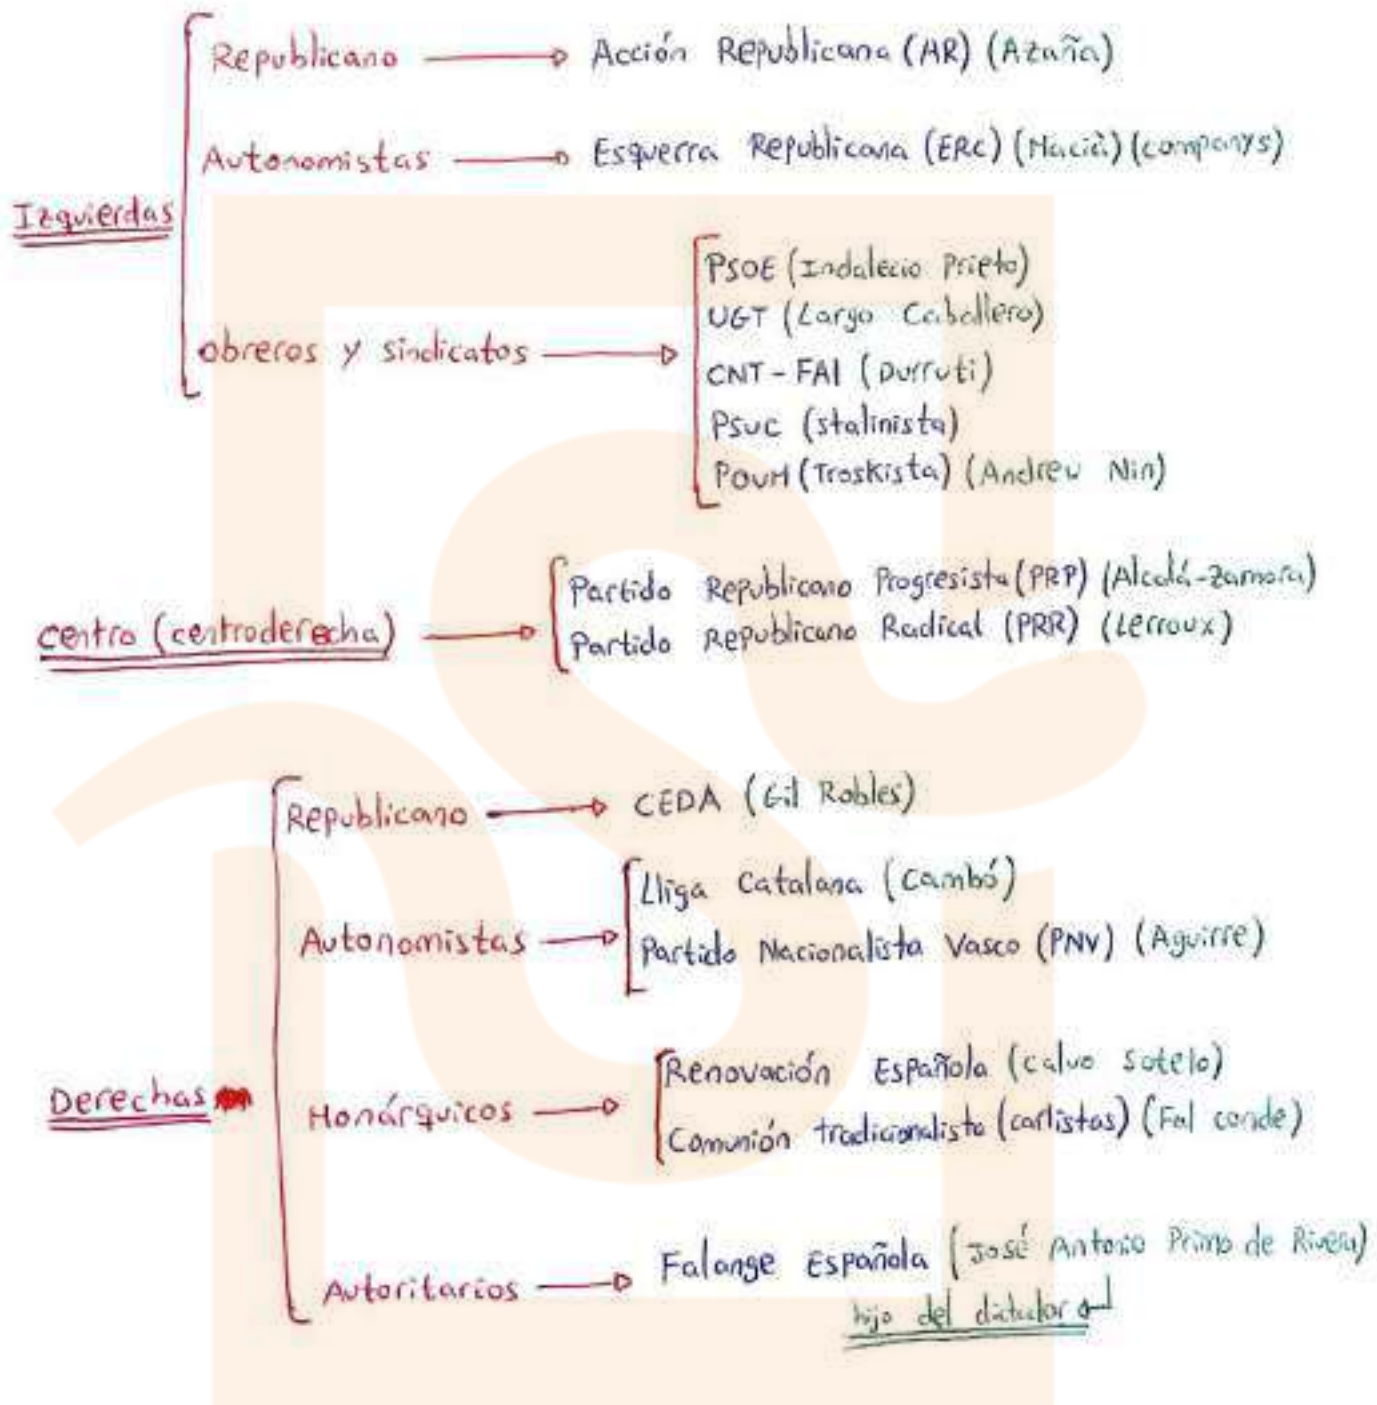 Republicano → Acción Republicana (AR) (Azaña)
Autonomistas → Esquerra Republicana (ERC) (Macià) (companys)
Izquierdas
PSOE (Indalecio Prieto)
UGT (Largo Caballero)
obreros y sindicatos →
CNT-FAI (Durruti)
PSUC (stalinista)
POUM (Troskista) (Andreu Nin)
Partido Republicano Progresista (PRP) (Alcalá-Zamora)
centro (centroderecha) →
Partido Republicano Radical (PRR) (Lerroux)
Republicano → CEDA (Gil Robles)
Lliga Catalana (Cambó)
Autonomistas →
Partido Nacionalista Vasco (PNV) (Aguirre)
Renovación Española (calvo sotelo)
Derechas
Monárquicos →
Comunión tradicionalista (carlistas) (Fal conde)
Falange Española (José Antonio Primo de Rivera)
Autoritarios →
hijo del dictador